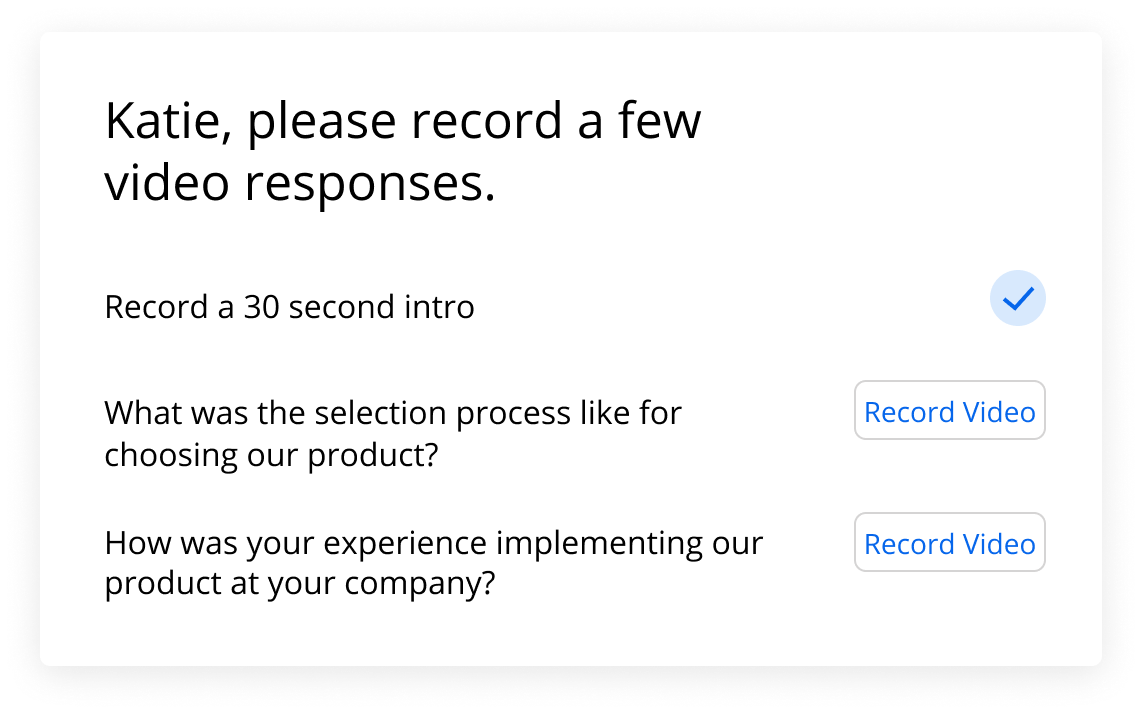 Katie, please record a few
video responses.
Record a 30 second intro
What was the selection process like for
choosing our product?
Record Video
How was your experience implementing our
product at your company?
Record Video